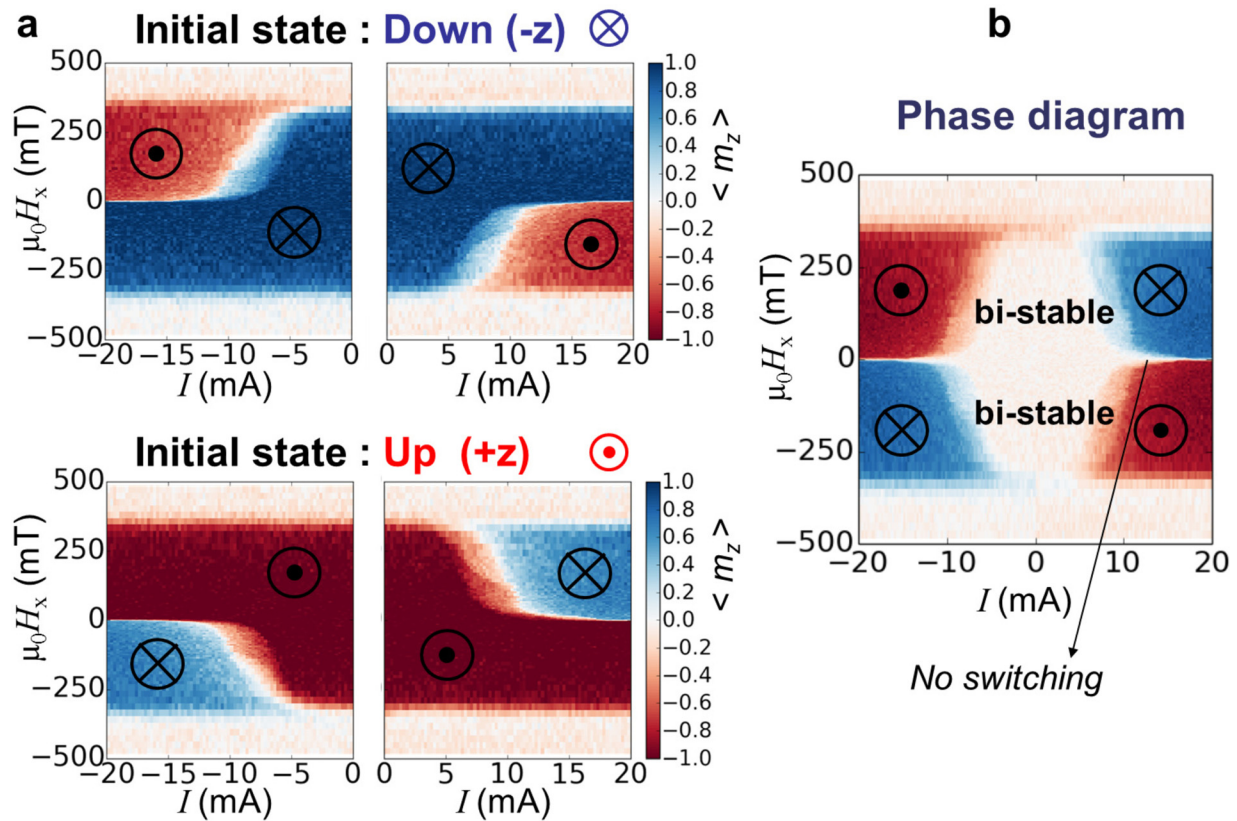 a
Initial state : Down (-z)
b
500
250
0
−250
−500
μ₀Hₓ (mT)
−20 −15 −10 −5 0
I (mA)
0 5 10 15 20
I (mA)
1.0
0.8
0.6
0.4
0.2
0.0
−0.2
−0.4
−0.6
−0.8
−1.0
< m_z >
Initial state : Up (+z)
500
250
0
−250
−500
μ₀Hₓ (mT)
−20 −15 −10 −5 0
I (mA)
0 5 10 15 20
I (mA)
1.0
0.8
0.6
0.4
0.2
0.0
−0.2
−0.4
−0.6
−0.8
−1.0
< m_z >
Phase diagram
500
250
0
−250
−500
μ₀Hₓ (mT)
bi-stable
bi-stable
−20 −10 0 10 20
I (mA)
No switching